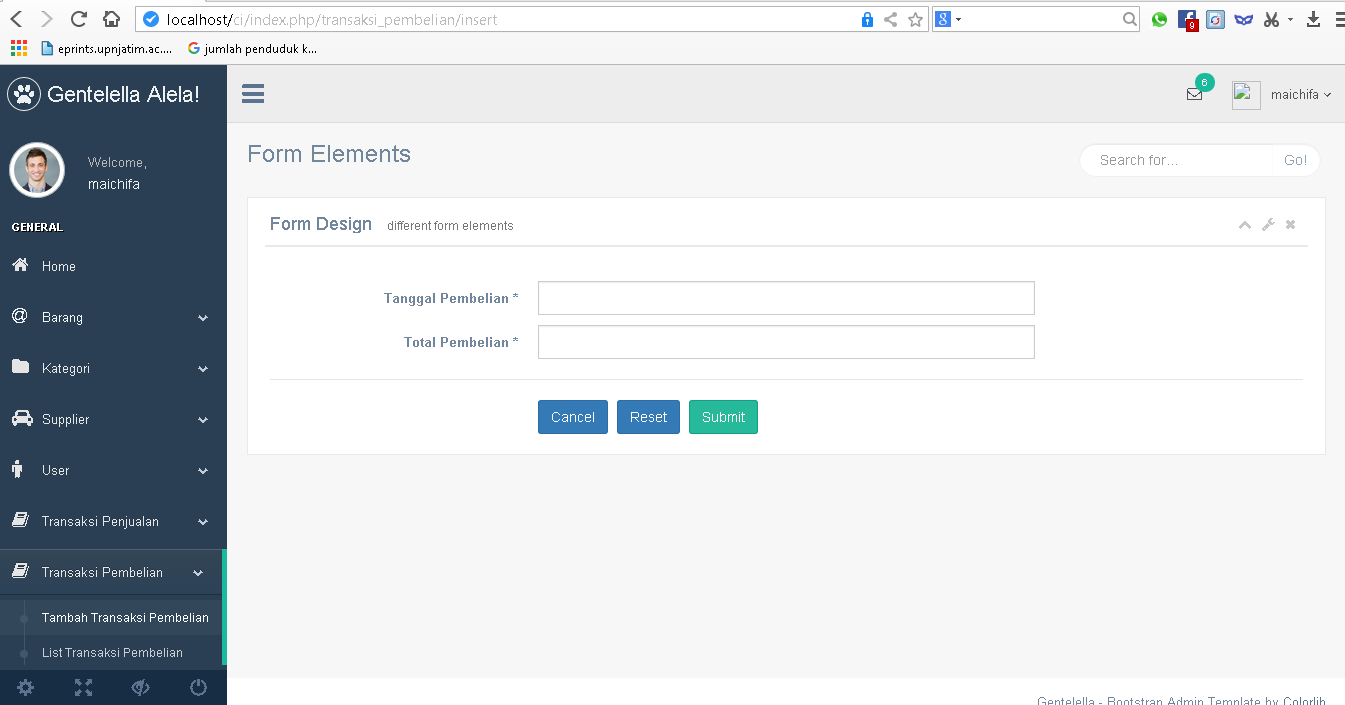 localhost/ci/index.php/transaksi_pembelian/insert
8
9
eprints.upnjatim.ac....
G jumlah penduduk k...
Gentelella Alela!
6
maichifa
Welcome,
maichifa
Form Elements
Search for...
Go!
GENERAL
Home
Barang
Kategori
Supplier
User
Transaksi Penjualan
Transaksi Pembelian
Tambah Transaksi Pembelian
List Transaksi Pembelian
Form Design different form elements
Tanggal Pembelian *
Total Pembelian *
Cancel Reset Submit
Gentelella - Bootstrap Admin Template by Colorlib